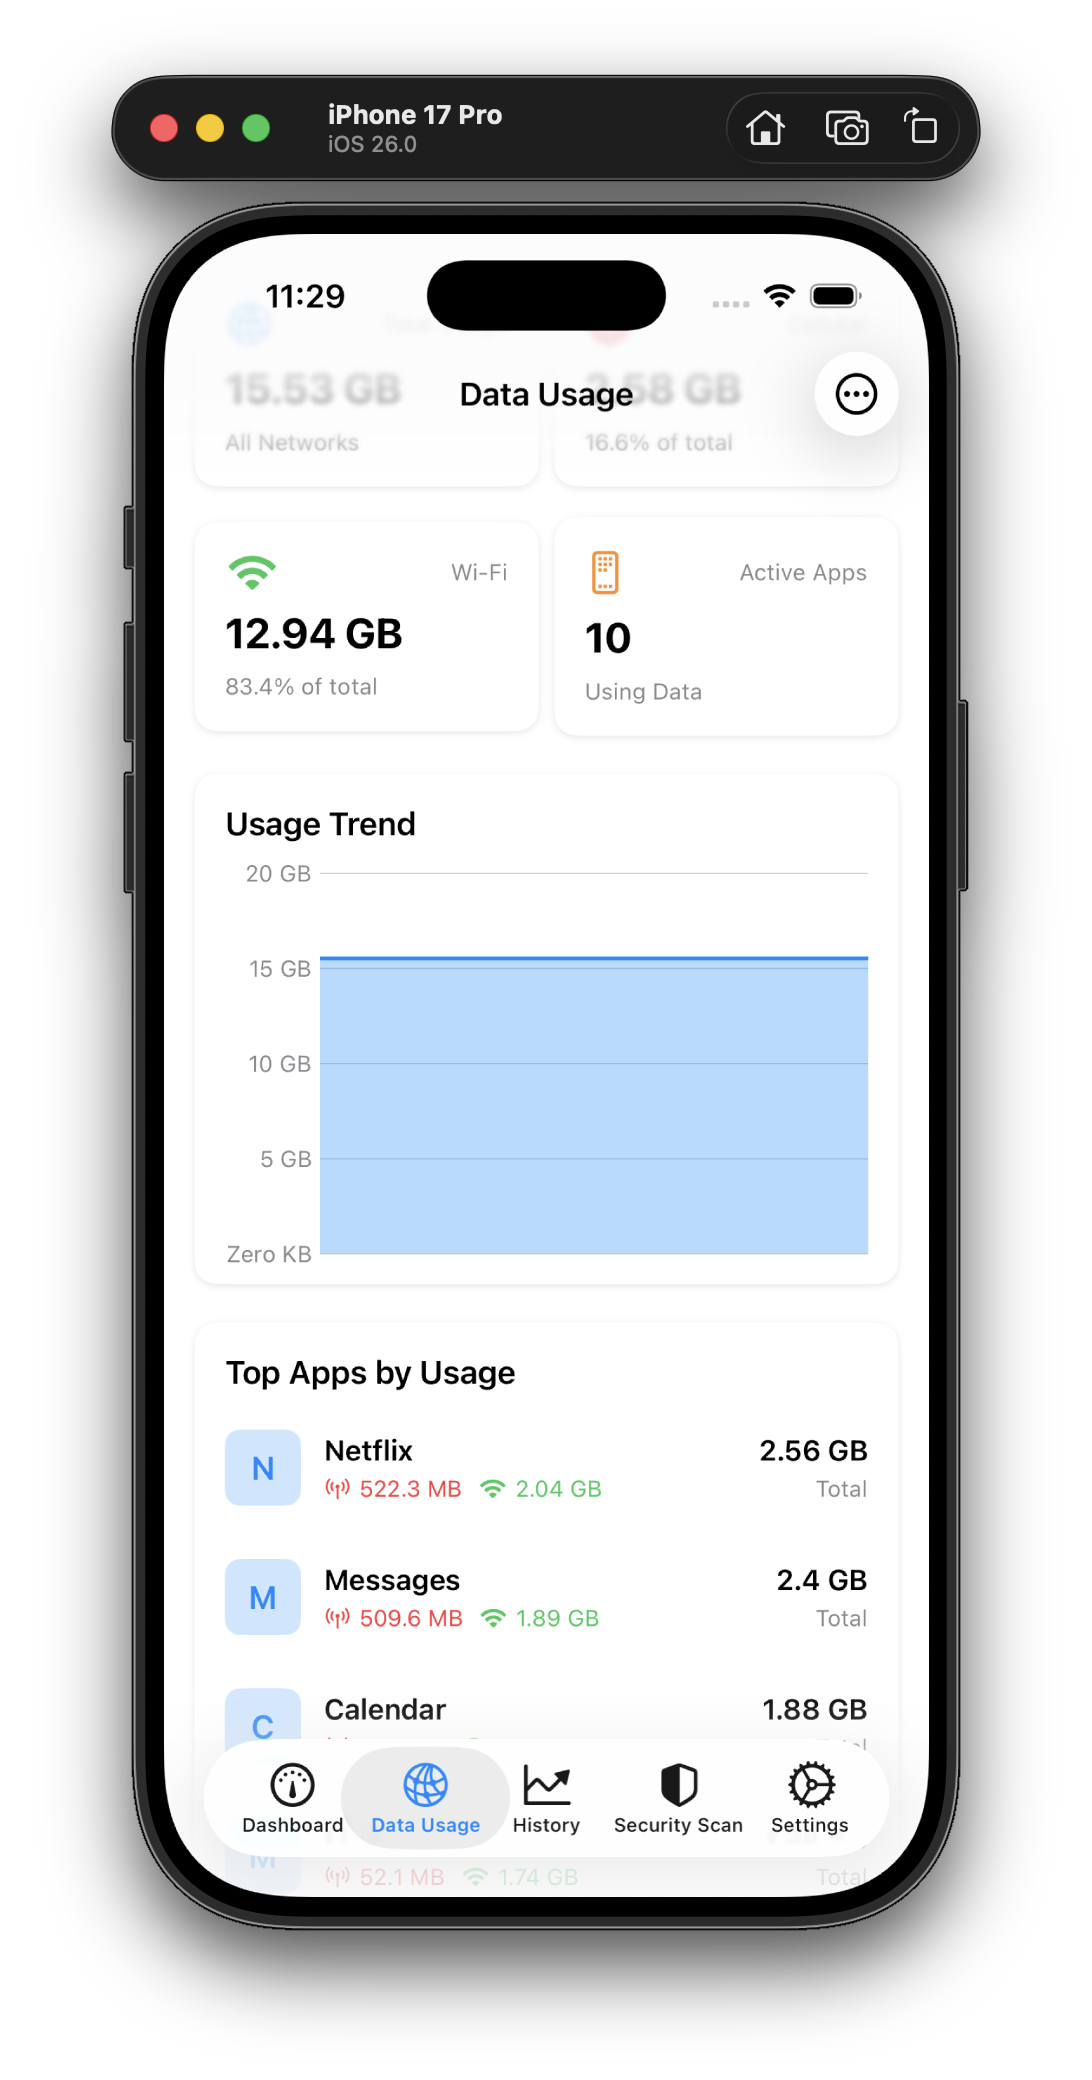 iPhone 17 Pro
iOS 26.0
11:29
Total
Cellular
15.53 GB
Data Usage
2.58 GB
All Networks
16.6% of total
Wi-Fi
Active Apps
12.94 GB
10
83.4% of total
Using Data
Usage Trend
20 GB
15 GB
10 GB
5 GB
Zero KB
Top Apps by Usage
N
Netflix
2.56 GB
522.3 MB
2.04 GB
Total
M
Messages
2.4 GB
509.6 MB
1.89 GB
Total
C
Calendar
1.88 GB
Total
Dashboard
Data Usage
History
Security Scan
Settings
M
52.1 MB
1.74 GB
Total